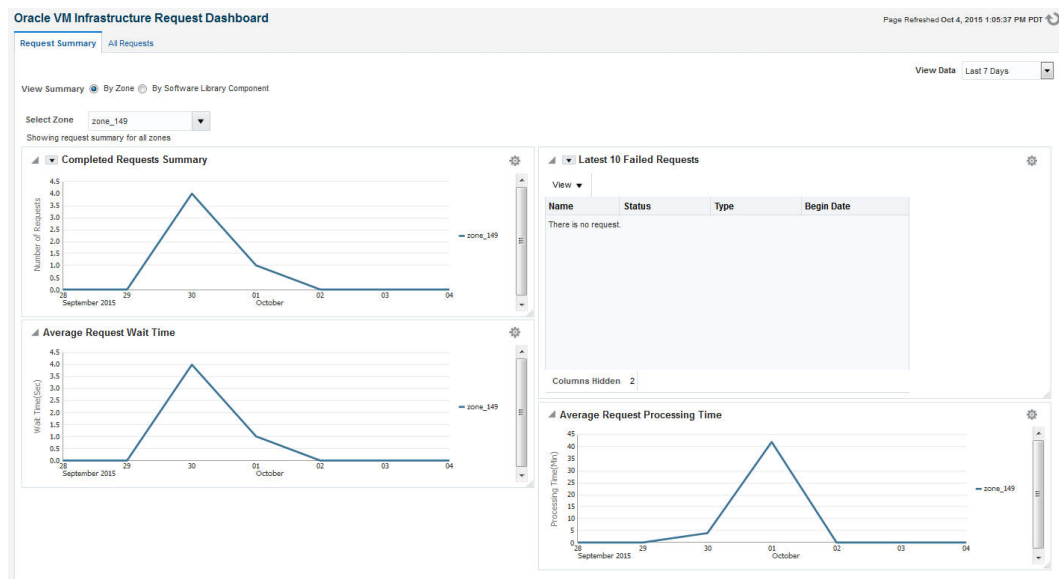 Oracle VM Infrastructure Request Dashboard
Page Refreshed Oct 4, 2015 1:05:37 PM PDT
Request Summary All Requests
View Data Last 7 Days
View Summary By Zone By Software Library Component
Select Zone zone_149
Showing request summary for all zones
Completed Requests Summary
4.5
4.0
3.5
3.0
2.5
2.0
1.5
1.0
0.5
0.0
Number of Requests
28 29 30 01 02 03 04
September 2015 October
zone_149
Latest 10 Failed Requests
View
Name Status Type Begin Date
There is no request.
Columns Hidden 2
Average Request Wait Time
4.5
4.0
3.5
3.0
2.5
2.0
1.5
1.0
0.5
0.0
Wait Time(Sec)
28 29 30 01 02 03 04
September 2015 October
zone_149
Average Request Processing Time
45
40
35
30
25
20
15
10
5
0
Processing Time(Min)
28 29 30 01 02 03 04
September 2015 October
zone_149